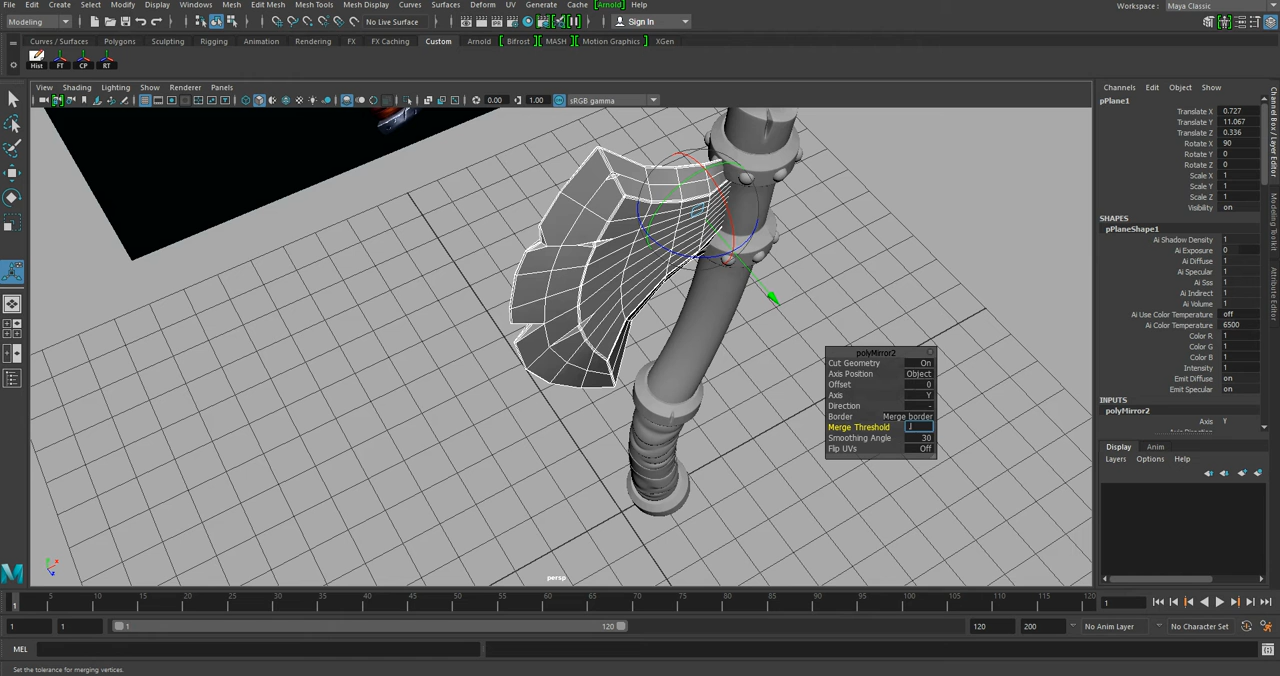 File Edit Create Select Modify Display Windows Mesh Edit Mesh Mesh Tools Mesh Display Curves Surfaces Deform UV Generate Cache [Arnold] Help
Workspace : Maya Classic
Modeling No Live Surface Sign In
Curves / Surfaces Polygons Sculpting Rigging Animation Rendering FX FX Caching Custom Arnold Bifrost MASH Motion Graphics XGen
Hist FT CP RT
View Shading Lighting Show Renderer Panels
0.00 1.00 sRGB gamma
Channels Edit Object Show
pPlane1
Translate X 0.727
Translate Y 11.067
Translate Z 0.336
Rotate X 90
Rotate Y 0
Rotate Z 0
Scale X 1
Scale Y 1
Scale Z 1
Visibility on
SHAPES
pPlaneShape1
Ai Shadow Density 1
Ai Exposure 0
Ai Diffuse 1
Ai Specular 1
Ai Sss 1
Ai Indirect 1
Ai Volume 1
Ai Use Color Temperature off
Ai Color Temperature 6500
Color R 1
Color G 1
Color B 1
Intensity 1
Emit Diffuse on
Emit Specular on
INPUTS
polyMirror2
Axis Y
Channel Box / Layer Editor
Modeling Toolkit
Attribute Editor
polyMirror2
Cut Geometry On
Axis Position Object
Offset 0
Axis Y
Direction -
Border Merge border
Merge Threshold
Smoothing Angle 30
Flip UVs Off
Display Anim
Layers Options Help
persp
1 5 10 15 20 25 30 35 40 45 50 55 60 65 70 75 80 85 90 95 100 105 110 115 120
1
1 1 1 120 120 200 No Anim Layer No Character Set
MEL
Set the tolerance for merging vertices.